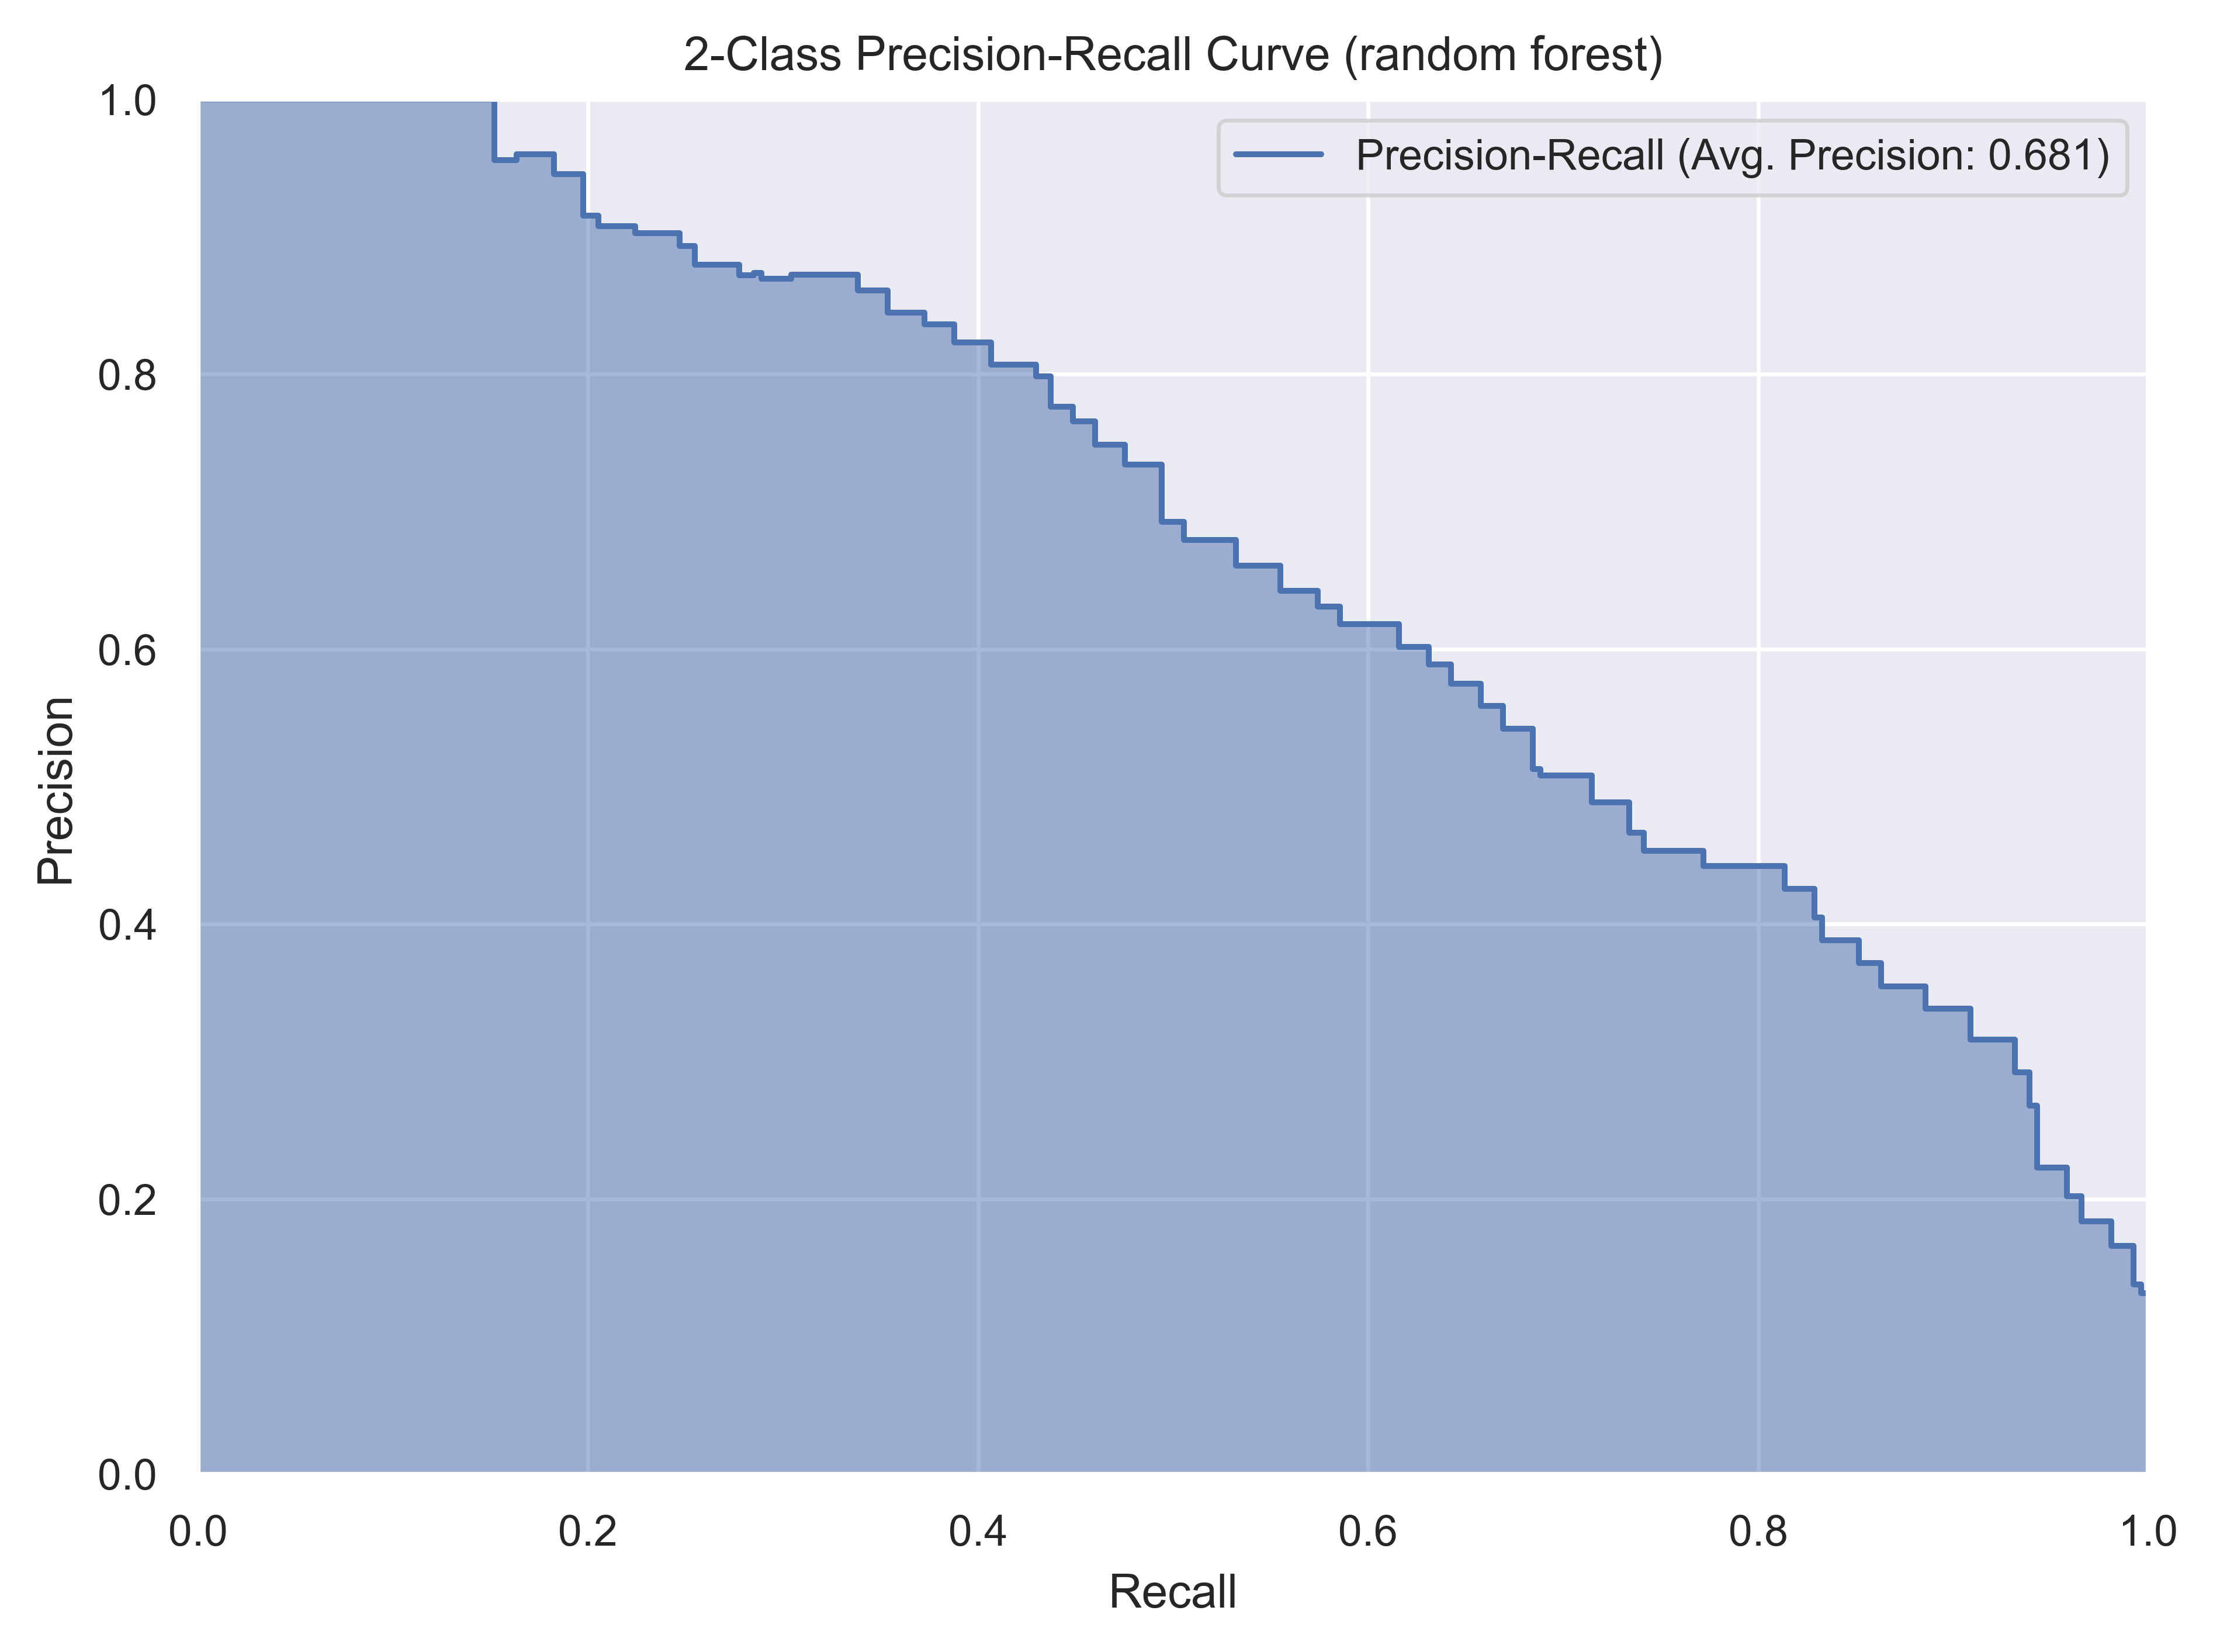 2-Class Precision-Recall Curve (random forest)
Precision-Recall (Avg. Precision: 0.681)
1.0
0.8
0.6
0.4
0.2
0.0
Precision
0.0 0.2 0.4 0.6 0.8 1.0
Recall